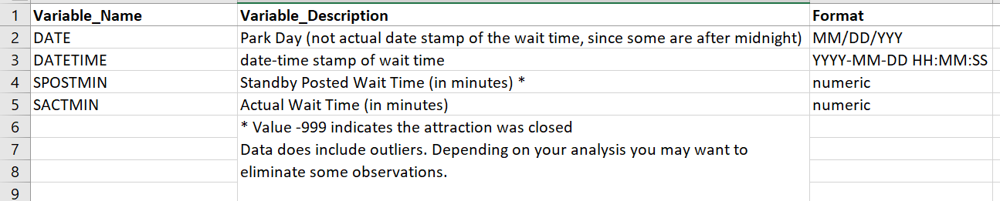 1 Variable_Name Variable_Description Format
2 DATE Park Day (not actual date stamp of the wait time, since some are after midnight) MM/DD/YYY
3 DATETIME date-time stamp of wait time YYYY-MM-DD HH:MM:SS
4 SPOSTMIN Standby Posted Wait Time (in minutes) * numeric
5 SACTMIN Actual Wait Time (in minutes) numeric
6 * Value -999 indicates the attraction was closed
7 Data does include outliers. Depending on your analysis you may want to
8 eliminate some observations.
9